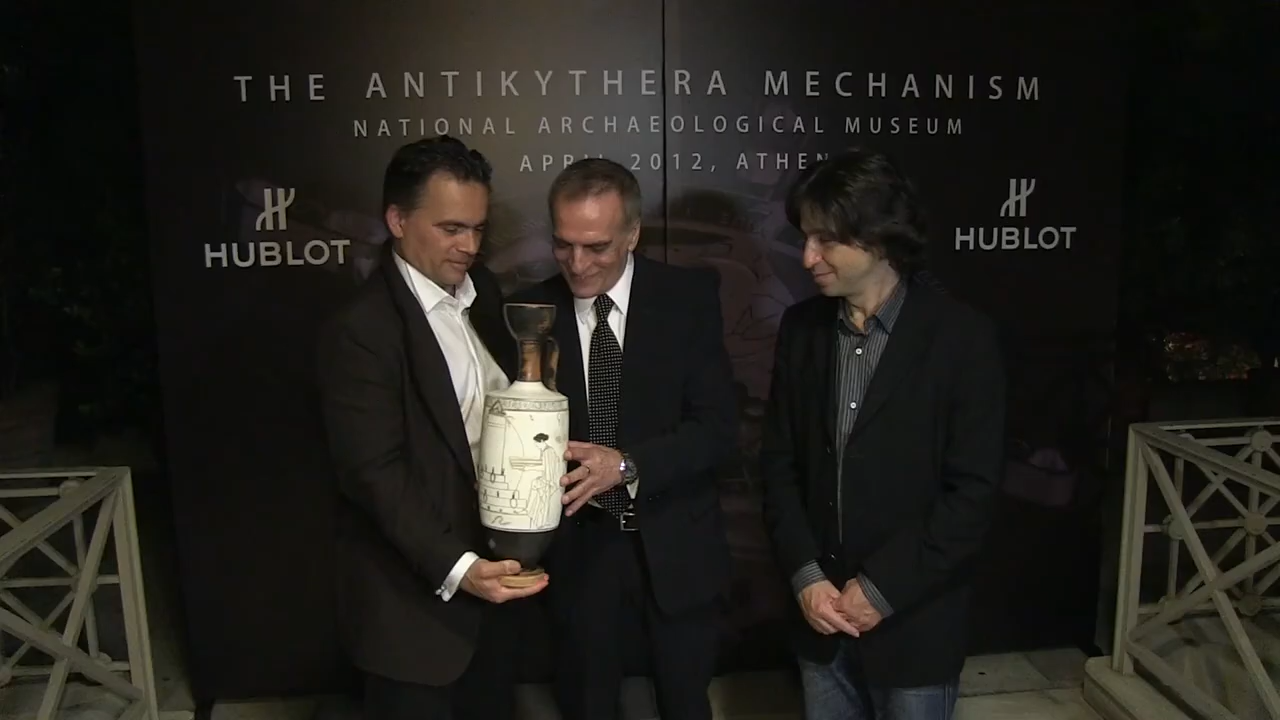 THE ANTIKYTHERA MECHANISM
NATIONAL ARCHAEOLOGICAL MUSEUM
2012,
HUBLOT
HUBLOT